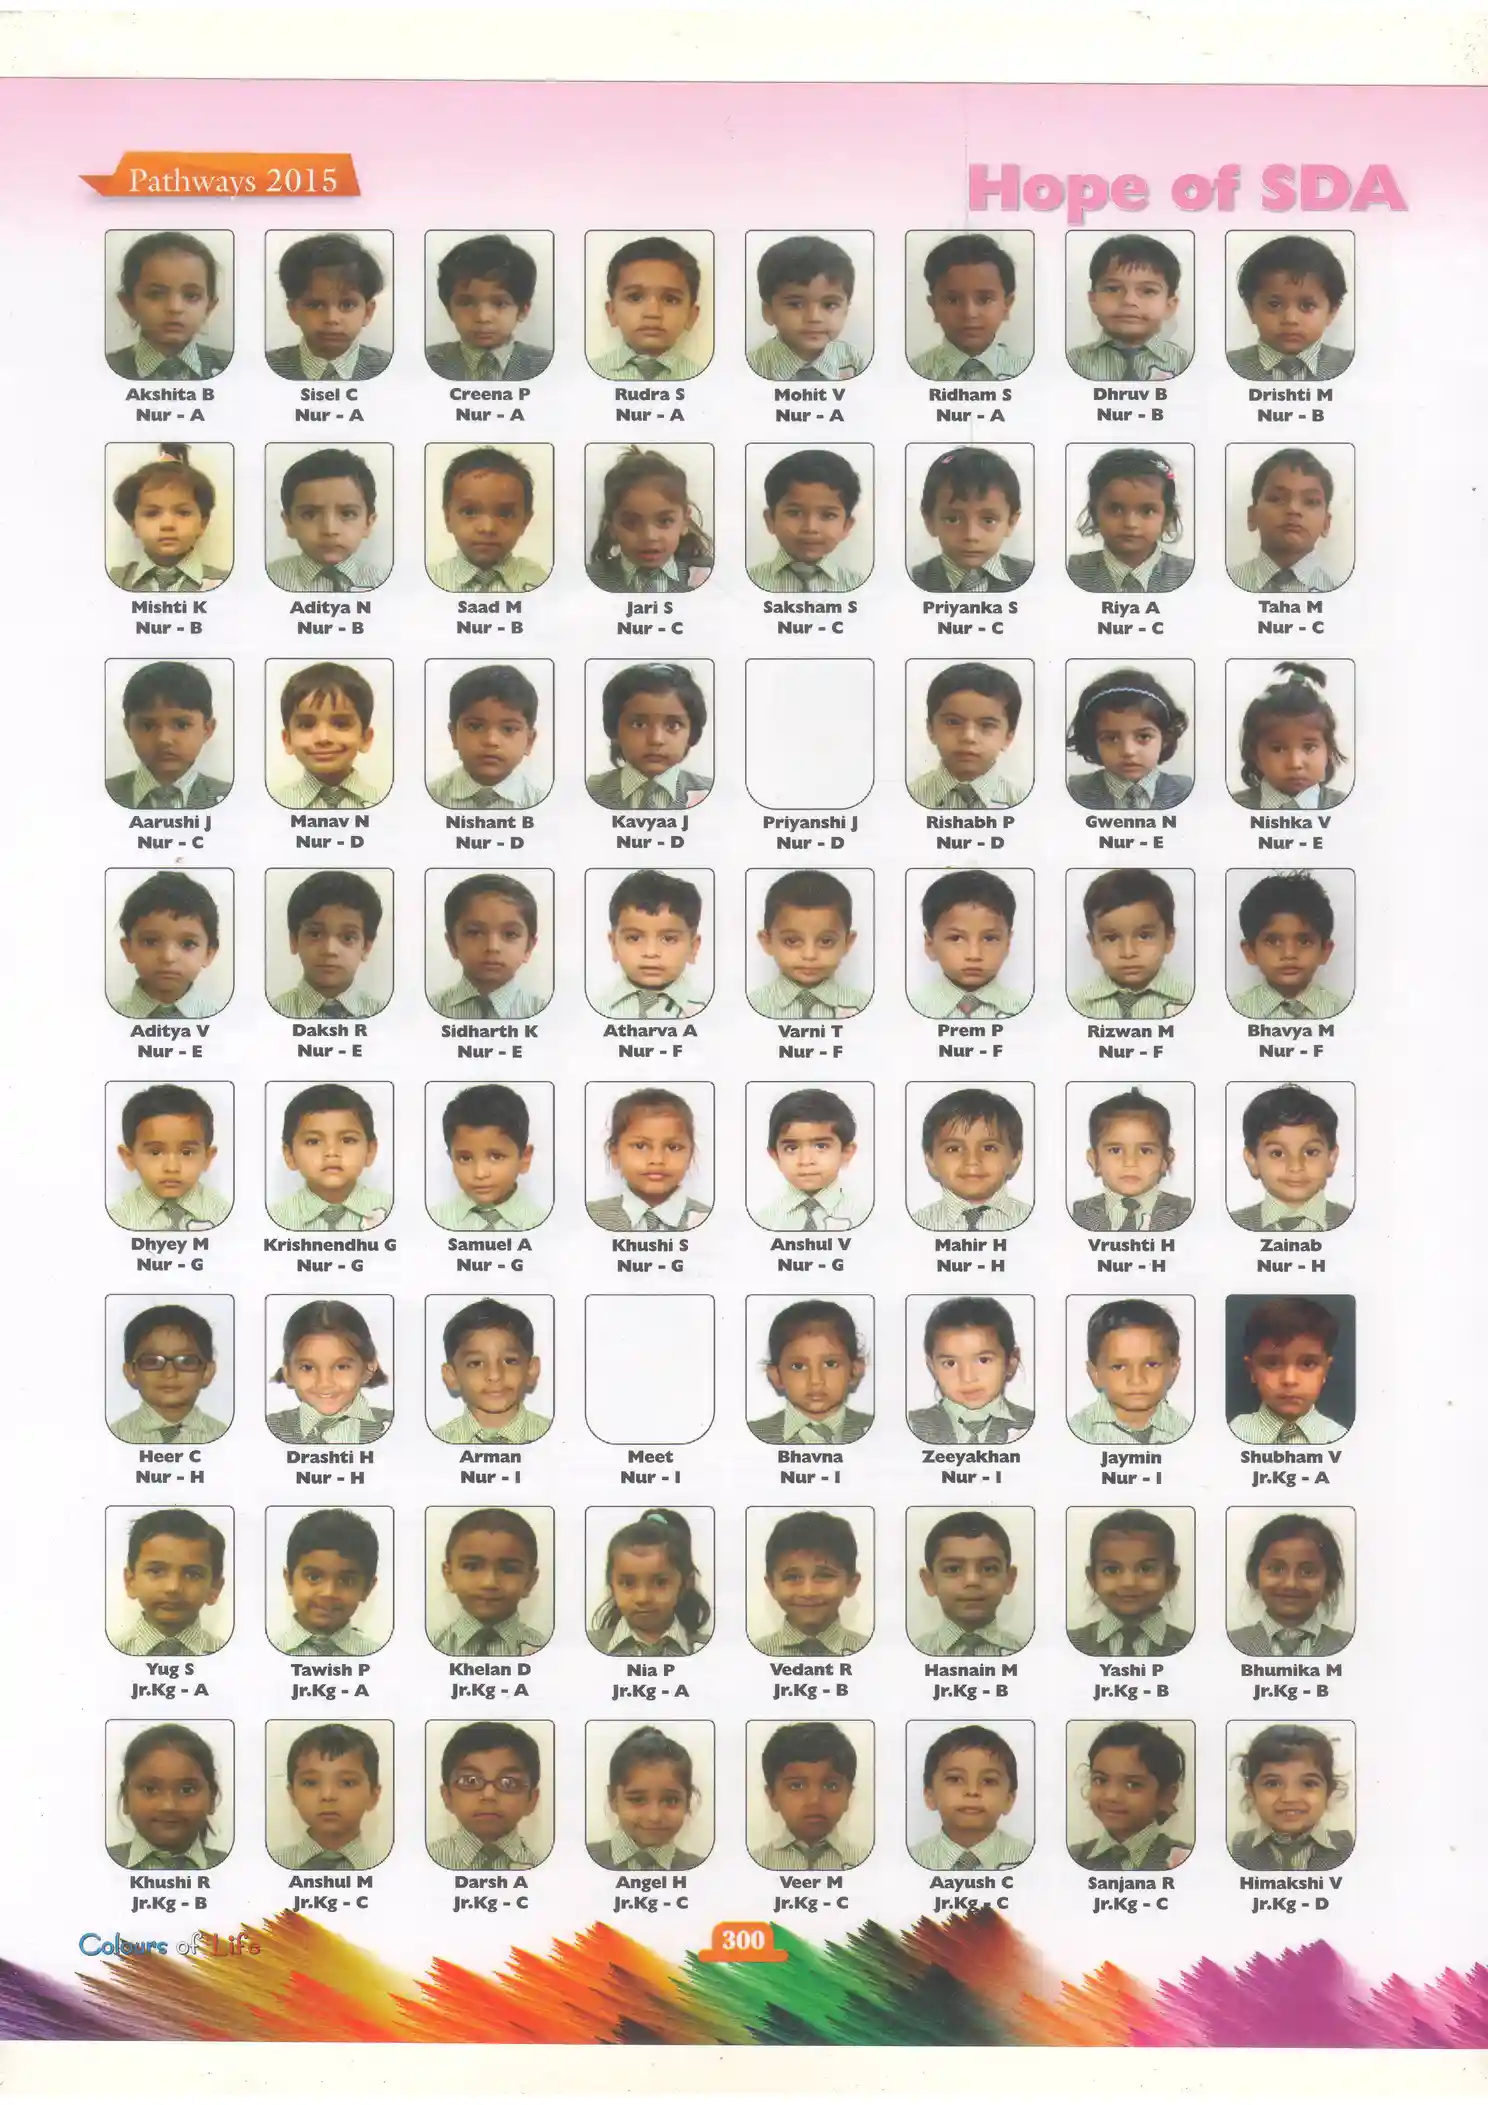 Pathways 2015
Hope of SDA
Akshita B Sisel C Creena P Rudra S Mohit V Ridham S Dhruv B Drishti M
Nur - A Nur - A Nur - A Nur - A Nur - A Nur - A Nur - B Nur - B
Mishti K Aditya N Saad M Jari S Saksham S Priyanka S Riya A Taha M
Nur - B Nur - B Nur - B Nur - C Nur - C Nur - C Nur - C Nur - C
Aarushi J Manav N Nishant B Kavyaa J Priyanshi J Rishabh P Gwenna N Nishka V
Nur - C Nur - D Nur - D Nur - D Nur - D Nur - D Nur - E Nur - E
Aditya V Daksh R Sidharth K Atharva A Varni T Prem P Rizwan M Bhavya M
Nur - E Nur - E Nur - E Nur - F Nur - F Nur - F Nur - F Nur - F
Dhyey M Krishnendhu G Samuel A Khushi S Anshul V Mahir H Vrushti H Zainab
Nur - G Nur - G Nur - G Nur - G Nur - G Nur - H Nur - H Nur - H
Heer C Drashti H Arman Meet Bhavna Zeeyakhan Jaymin Shubham V
Nur - H Nur - H Nur - I Nur - I Nur - I Nur - I Nur - I Jr.Kg - A
Yug S Tawish P Khelan D Nia P Vedant R Hasnain M Yashi P Bhumika M
Jr.Kg - A Jr.Kg - A Jr.Kg - A Jr.Kg - A Jr.Kg - B Jr.Kg - B Jr.Kg - B Jr.Kg - B
Khushi R Anshul M Darsh A Angel H Veer M Aayush C Sanjana R Himakshi V
Jr.Kg - B Jr.Kg - C Jr.Kg - C Jr.Kg - C Jr.Kg - C Jr.Kg - C Jr.Kg - C Jr.Kg - D
Colours of Life
300